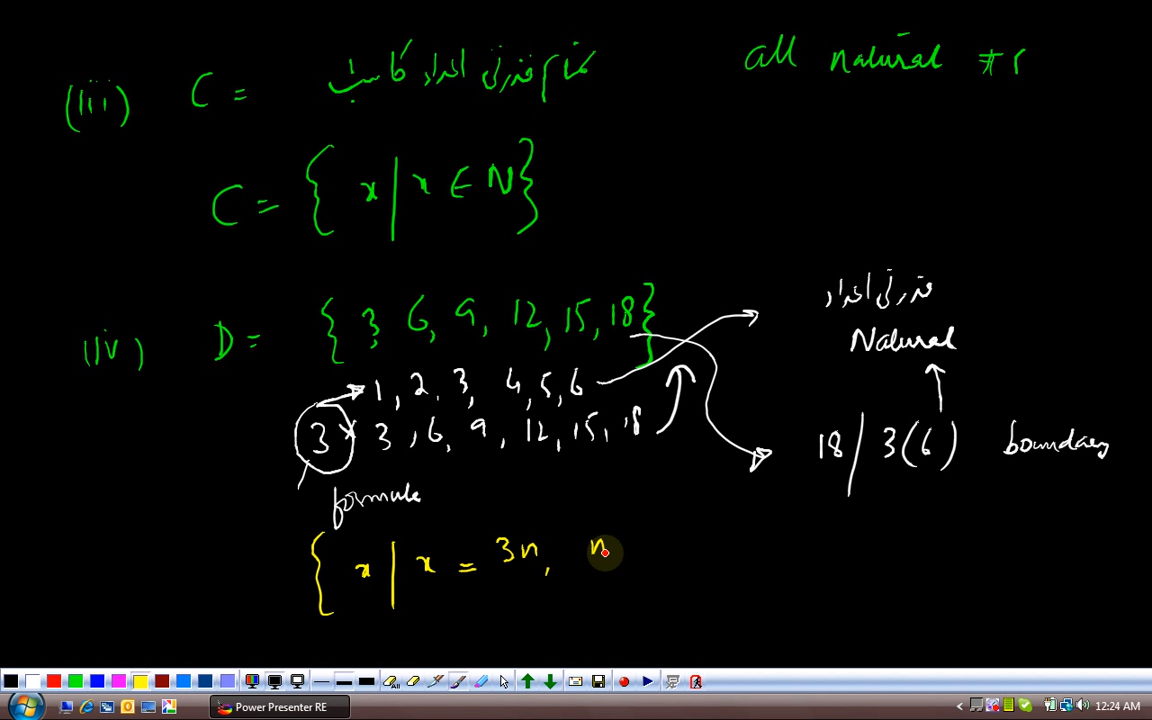 (iii) C = تمام قدرتی اعداد کا سیٹ all natural #s
C = { x | x ∈ N }
(iv) D = { 3, 6, 9, 12, 15, 18 }
قدرتی اعداد
Natural
1, 2, 3, 4, 5, 6
3 x 3, 6, 9, 12, 15, 18
18 | 3(6) boundary
formule
{ x | x = 3n, n
Power Presenter RE
12:24 AM